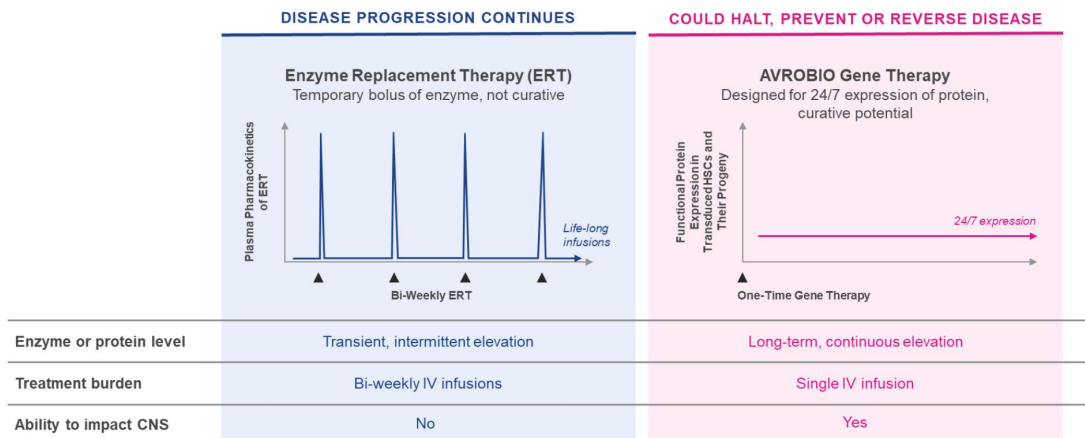 DISEASE PROGRESSION CONTINUES
COULD HALT, PREVENT OR REVERSE DISEASE
Enzyme Replacement Therapy (ERT)
Temporary bolus of enzyme, not curative
Plasma Pharmacokinetics
of ERT
Life-long
infusions
Bi-Weekly ERT
AVROBIO Gene Therapy
Designed for 24/7 expression of protein,
curative potential
Functional Protein
Expression in
Transduced HSCs and
Their Progeny
24/7 expression
One-Time Gene Therapy
Enzyme or protein level
Transient, intermittent elevation
Long-term, continuous elevation
Treatment burden
Bi-weekly IV infusions
Single IV infusion
Ability to impact CNS
No
Yes